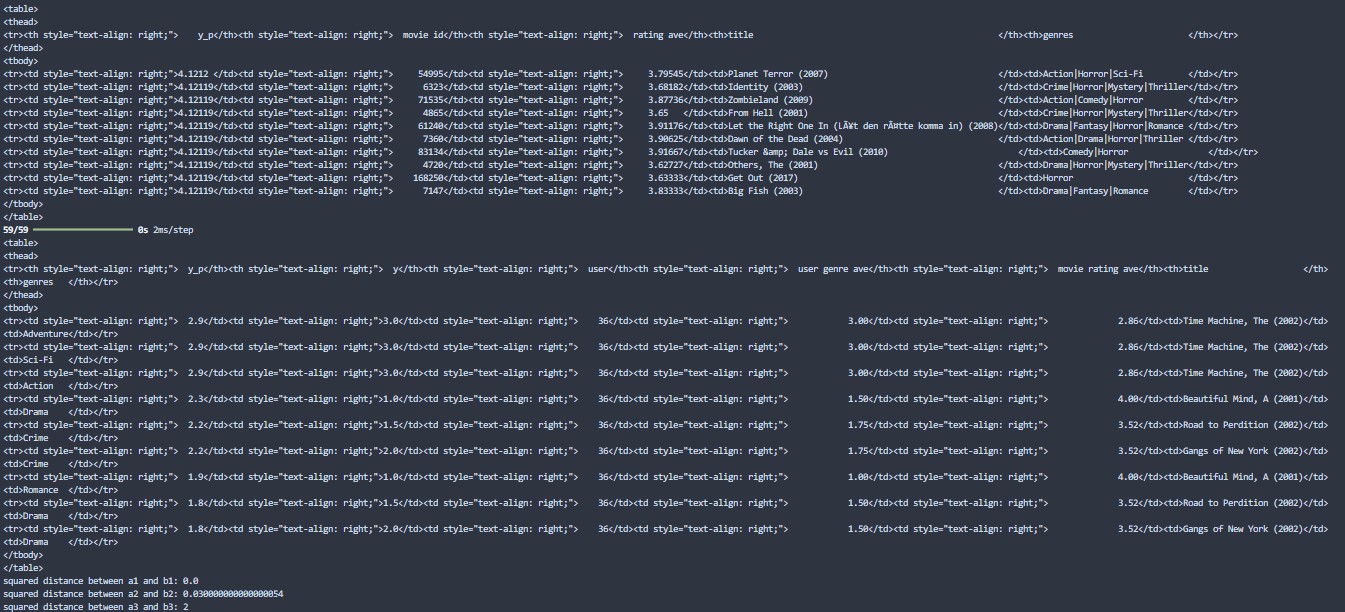 <table>
<thead>
<tr><th style="text-align: right;">    y_p</th><th style="text-align: right;">  movie id</th><th style="text-align: right;">  rating ave</th><th>title                                                 </th><th>genres                       </th></tr>
</thead>
<tbody>
<tr><td style="text-align: right;">4.1212 </td><td style="text-align: right;">     54995</td><td style="text-align: right;">     3.79545</td><td>Planet Terror (2007)                                  </td><td>Action|Horror|Sci-Fi         </td></tr>
<tr><td style="text-align: right;">4.12119</td><td style="text-align: right;">      6323</td><td style="text-align: right;">     3.68182</td><td>Identity (2003)                                       </td><td>Crime|Horror|Mystery|Thriller</td></tr>
<tr><td style="text-align: right;">4.12119</td><td style="text-align: right;">     71535</td><td style="text-align: right;">     3.87736</td><td>Zombieland (2009)                                     </td><td>Action|Comedy|Horror         </td></tr>
<tr><td style="text-align: right;">4.12119</td><td style="text-align: right;">      4865</td><td style="text-align: right;">     3.65   </td><td>From Hell (2001)                                      </td><td>Crime|Horror|Mystery|Thriller</td></tr>
<tr><td style="text-align: right;">4.12119</td><td style="text-align: right;">     61240</td><td style="text-align: right;">     3.91176</td><td>Let the Right One In (LÃ¥t den rÃ¤tte komma in) (2008)</td><td>Drama|Fantasy|Horror|Romance </td></tr>
<tr><td style="text-align: right;">4.12119</td><td style="text-align: right;">      7360</td><td style="text-align: right;">     3.90625</td><td>Dawn of the Dead (2004)                               </td><td>Action|Drama|Horror|Thriller </td></tr>
<tr><td style="text-align: right;">4.12119</td><td style="text-align: right;">     83134</td><td style="text-align: right;">     3.91667</td><td>Tucker &amp; Dale vs Evil (2010)                          </td><td>Comedy|Horror                </td></tr>
<tr><td style="text-align: right;">4.12119</td><td style="text-align: right;">      4720</td><td style="text-align: right;">     3.62727</td><td>Others, The (2001)                                    </td><td>Drama|Horror|Mystery|Thriller</td></tr>
<tr><td style="text-align: right;">4.12119</td><td style="text-align: right;">    168250</td><td style="text-align: right;">     3.63333</td><td>Get Out (2017)                                        </td><td>Horror                       </td></tr>
<tr><td style="text-align: right;">4.12119</td><td style="text-align: right;">      7147</td><td style="text-align: right;">     3.83333</td><td>Big Fish (2003)                                       </td><td>Drama|Fantasy|Romance        </td></tr>
</tbody>
</table>
59/59 ━━━━━━━━━━━━━━━━━━━━ 0s 2ms/step
<table>
<thead>
<tr><th style="text-align: right;">  y_p</th><th style="text-align: right;">  y</th><th style="text-align: right;">  user</th><th style="text-align: right;">  user genre ave</th><th style="text-align: right;">  movie rating ave</th><th>title                   </th>
<th>genres   </th></tr>
</thead>
<tbody>
<tr><td style="text-align: right;">  2.9</td><td style="text-align: right;">3.0</td><td style="text-align: right;">    36</td><td style="text-align: right;">            3.00</td><td style="text-align: right;">              2.86</td><td>Time Machine, The (2002)</td>
<td>Adventure</td></tr>
<tr><td style="text-align: right;">  2.9</td><td style="text-align: right;">3.0</td><td style="text-align: right;">    36</td><td style="text-align: right;">            3.00</td><td style="text-align: right;">              2.86</td><td>Time Machine, The (2002)</td>
<td>Sci-Fi   </td></tr>
<tr><td style="text-align: right;">  2.9</td><td style="text-align: right;">3.0</td><td style="text-align: right;">    36</td><td style="text-align: right;">            3.00</td><td style="text-align: right;">              2.86</td><td>Time Machine, The (2002)</td>
<td>Action   </td></tr>
<tr><td style="text-align: right;">  2.3</td><td style="text-align: right;">1.0</td><td style="text-align: right;">    36</td><td style="text-align: right;">            1.50</td><td style="text-align: right;">              4.00</td><td>Beautiful Mind, A (2001)</td>
<td>Drama    </td></tr>
<tr><td style="text-align: right;">  2.2</td><td style="text-align: right;">1.5</td><td style="text-align: right;">    36</td><td style="text-align: right;">            1.75</td><td style="text-align: right;">              3.52</td><td>Road to Perdition (2002)</td>
<td>Crime    </td></tr>
<tr><td style="text-align: right;">  2.2</td><td style="text-align: right;">2.0</td><td style="text-align: right;">    36</td><td style="text-align: right;">            1.75</td><td style="text-align: right;">              3.52</td><td>Gangs of New York (2002)</td>
<td>Crime    </td></tr>
<tr><td style="text-align: right;">  1.9</td><td style="text-align: right;">1.0</td><td style="text-align: right;">    36</td><td style="text-align: right;">            1.00</td><td style="text-align: right;">              4.00</td><td>Beautiful Mind, A (2001)</td>
<td>Romance  </td></tr>
<tr><td style="text-align: right;">  1.8</td><td style="text-align: right;">1.5</td><td style="text-align: right;">    36</td><td style="text-align: right;">            1.50</td><td style="text-align: right;">              3.52</td><td>Road to Perdition (2002)</td>
<td>Drama    </td></tr>
<tr><td style="text-align: right;">  1.8</td><td style="text-align: right;">2.0</td><td style="text-align: right;">    36</td><td style="text-align: right;">            1.50</td><td style="text-align: right;">              3.52</td><td>Gangs of New York (2002)</td>
<td>Drama    </td></tr>
</tbody>
</table>
squared distance between a1 and b1: 0.0
squared distance between a2 and b2: 0.030000000000000054
squared distance between a3 and b3: 2